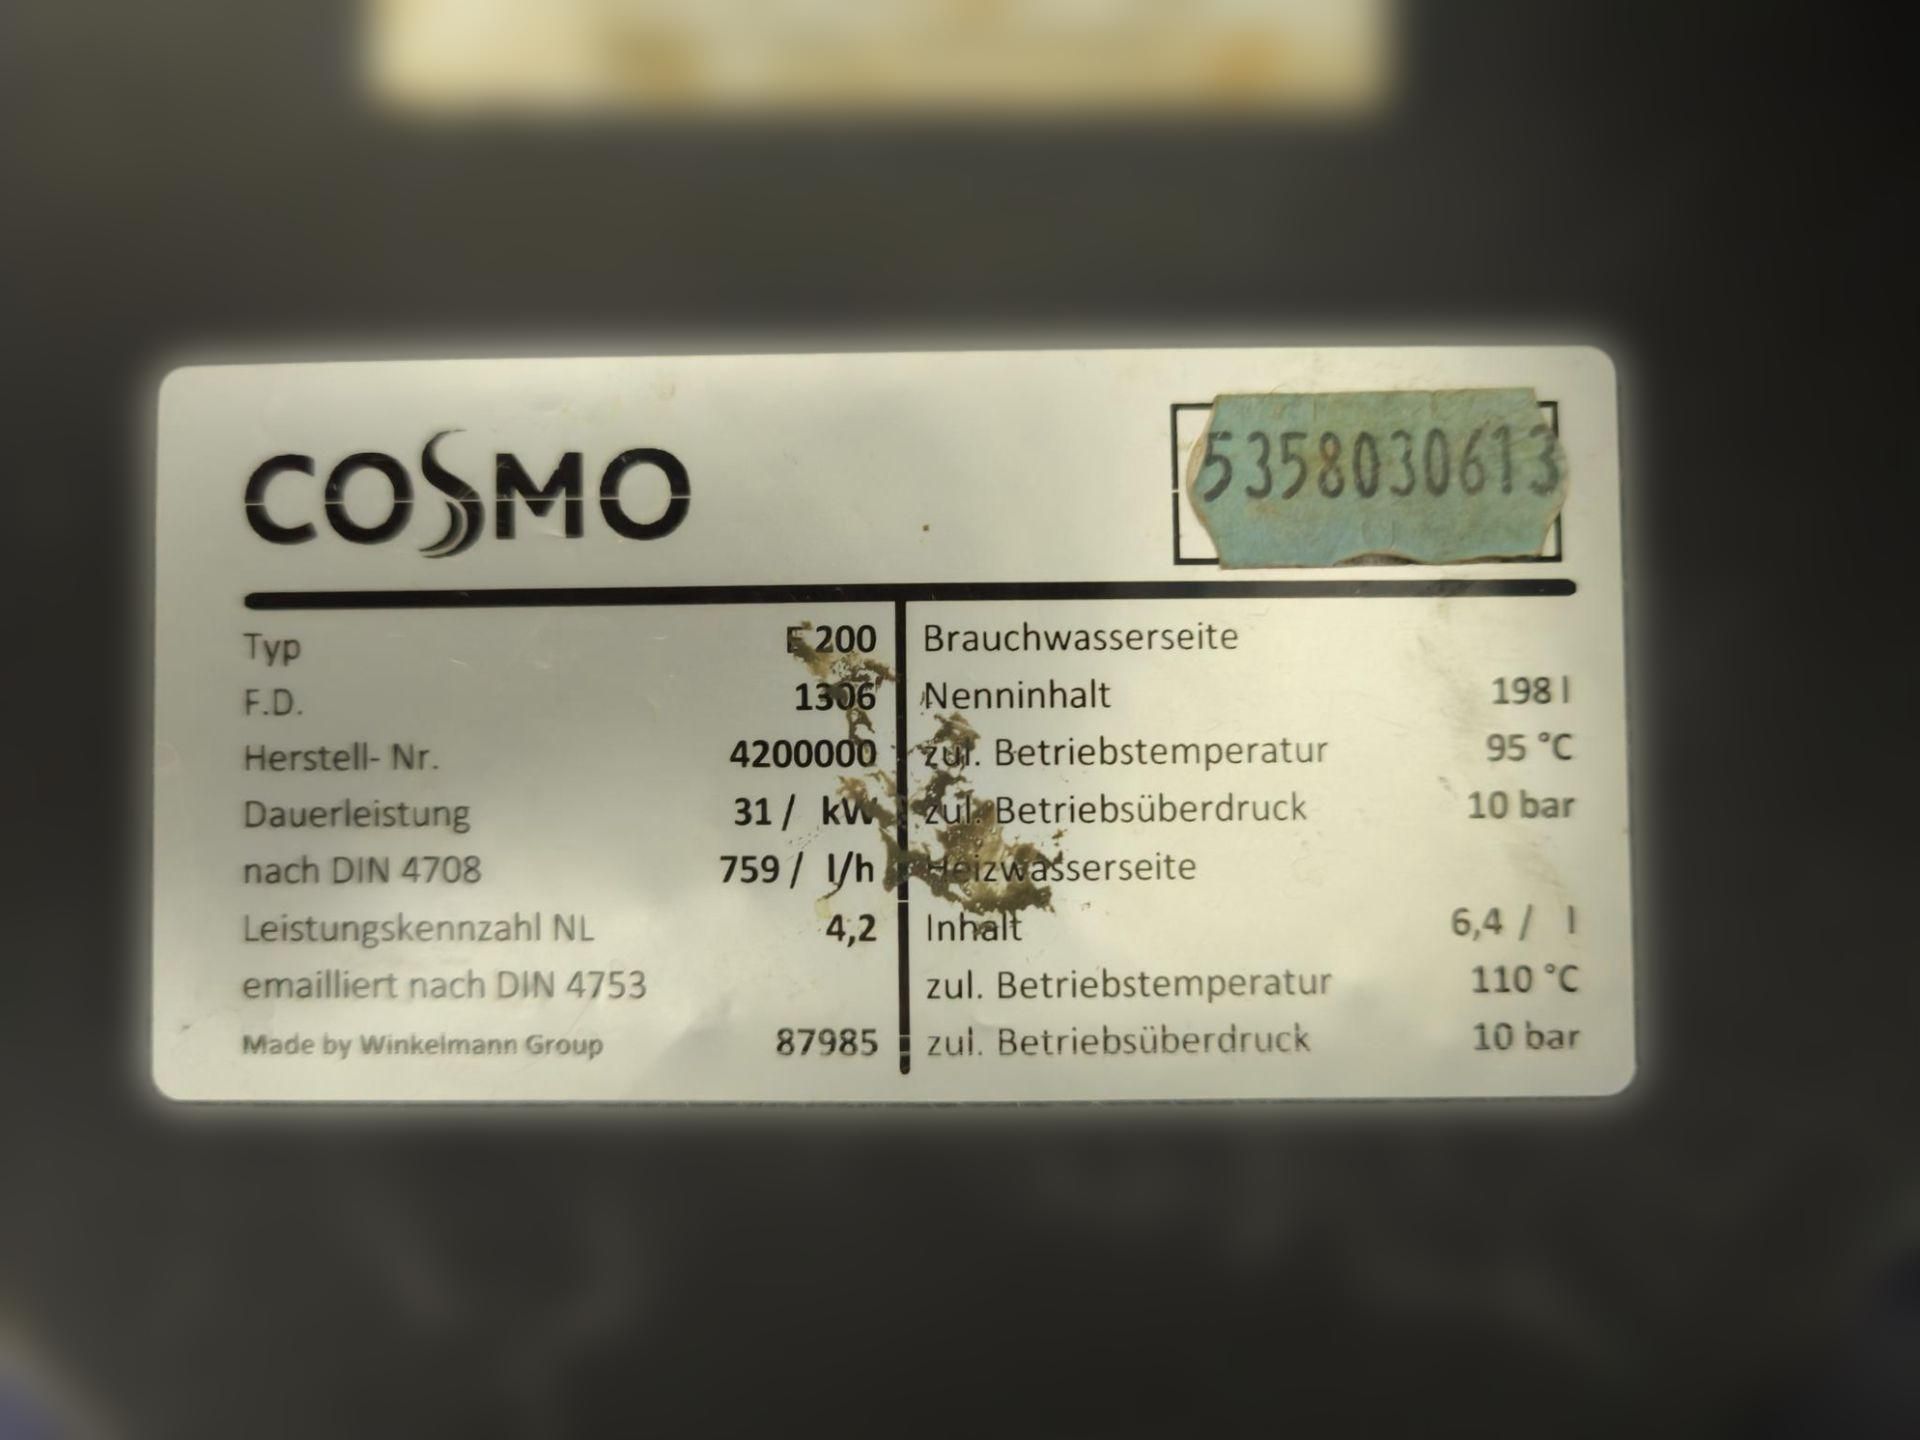 COSMO
5358030613
Typ E 200
F.D. 1306
Herstell- Nr. 4200000
Dauerleistung 31 / kW
nach DIN 4708 759 / l/h
Leistungskennzahl NL 4,2
emailliert nach DIN 4753
Made by Winkelmann Group 87985
Brauchwasserseite
Nenninhalt 198 l
zul. Betriebstemperatur 95 °C
zul. Betriebsüberdruck 10 bar
Heizwasserseite
Inhalt 6,4 / l
zul. Betriebstemperatur 110 °C
zul. Betriebsüberdruck 10 bar